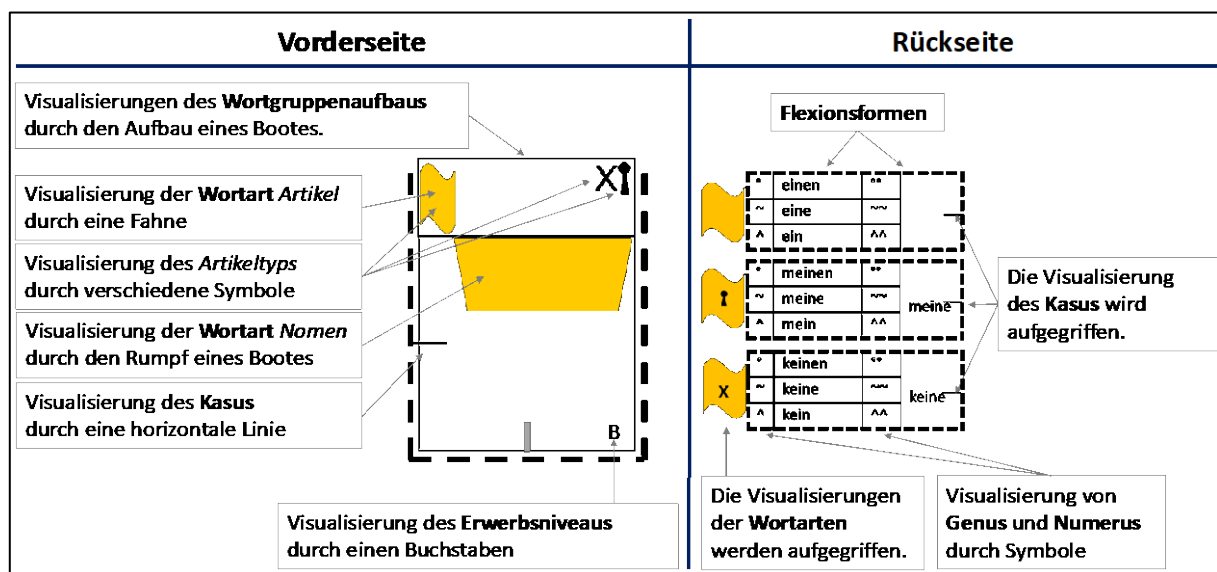 Vorderseite
Rückseite
Visualisierungen des Wortgruppenaufbaus
durch den Aufbau eines Bootes.
Visualisierung der Wortart Artikel
durch eine Fahne
Visualisierung des Artikeltyps
durch verschiedene Symbole
Visualisierung der Wortart Nomen
durch den Rumpf eines Bootes
Visualisierung des Kasus
durch eine horizontale Linie
X
B
Visualisierung des Erwerbsniveaus
durch einen Buchstaben
Flexionsformen
° einen °°
~ eine ~~
^ ein ^^
° meinen °°
~ meine ~~ meine
^ mein ^^
° keinen °°
X ~ keine ~~ keine
^ kein ^^
Die Visualisierung
des Kasus wird
aufgegriffen.
Die Visualisierungen
der Wortarten
werden aufgegriffen.
Visualisierung von
Genus und Numerus
durch Symbole